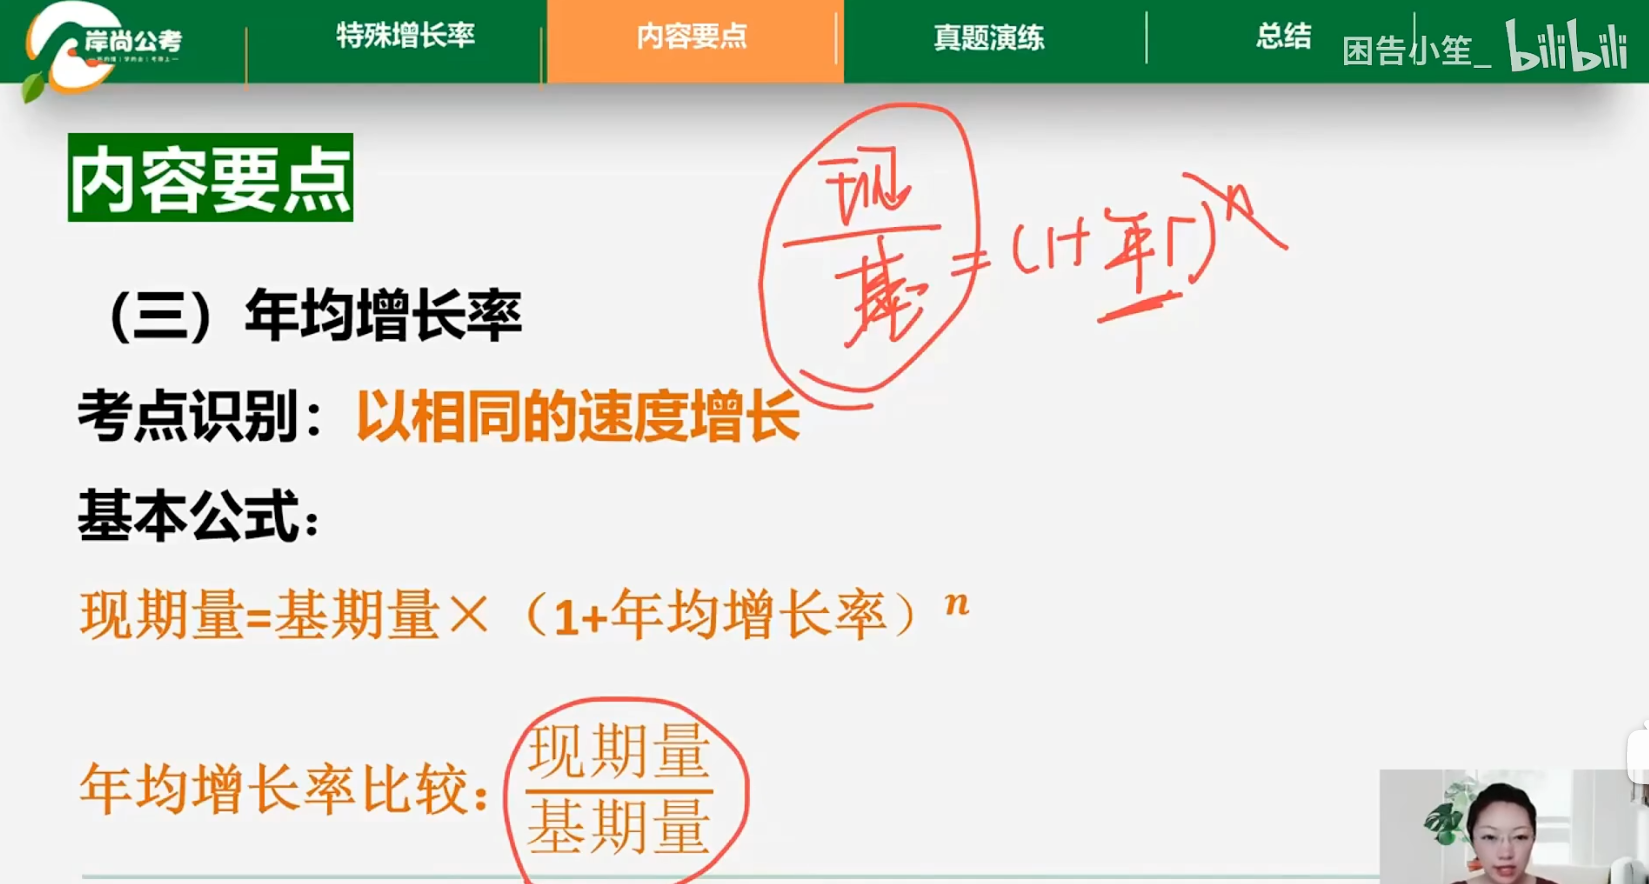 岸尚公考
特殊增长率
内容要点
真题演练
总结
困告小笙_ bilibili
内容要点
现
基
=(1+年r)ⁿ
（三）年均增长率
考点识别：以相同的速度增长
基本公式：
现期量=基期量×（1+年均增长率）ⁿ
年均增长率比较：
现期量
基期量